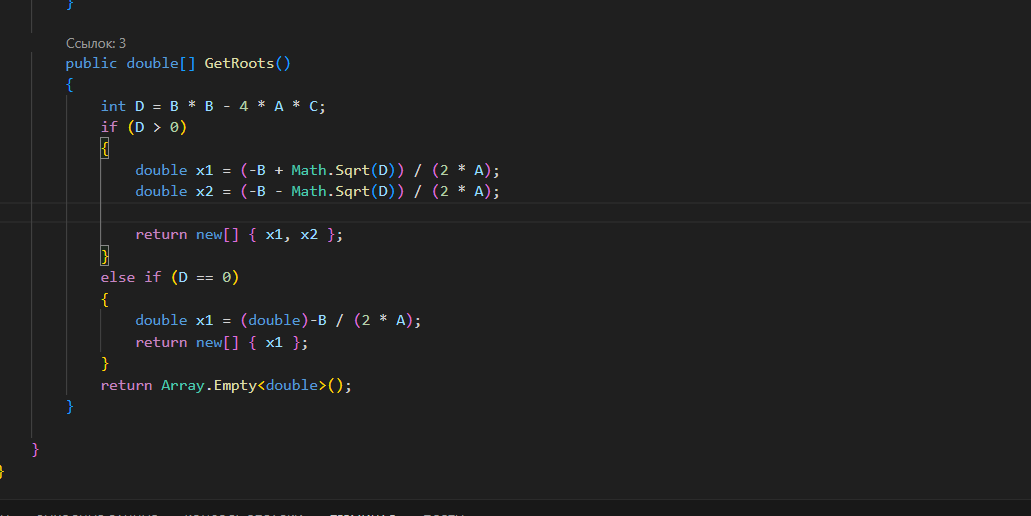 }
Ссылок: 3
public double[] GetRoots()
{
int D = B * B - 4 * A * C;
if (D > 0)
{
double x1 = (-B + Math.Sqrt(D)) / (2 * A);
double x2 = (-B - Math.Sqrt(D)) / (2 * A);
return new[] { x1, x2 };
}
else if (D == 0)
{
double x1 = (double)-B / (2 * A);
return new[] { x1 };
}
return Array.Empty<double>();
}
}
}